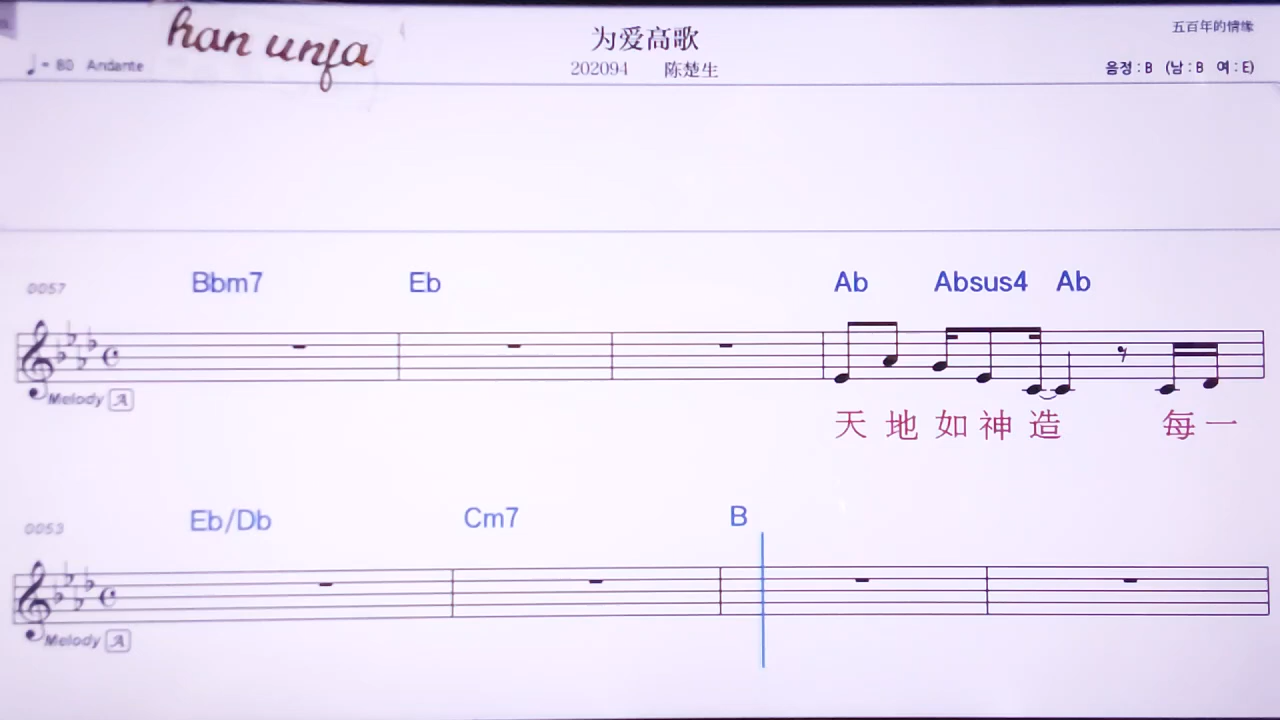 han unfa
为爱高歌
五百年的情缘
♩= 80 Andante
202094 陈楚生
음정 : B (남 : B 여 : E)
0057 Bbm7 Eb Ab Absus4 Ab
Melody A
天 地 如 神 造 每 一
0053 Eb/Db Cm7 B
Melody A